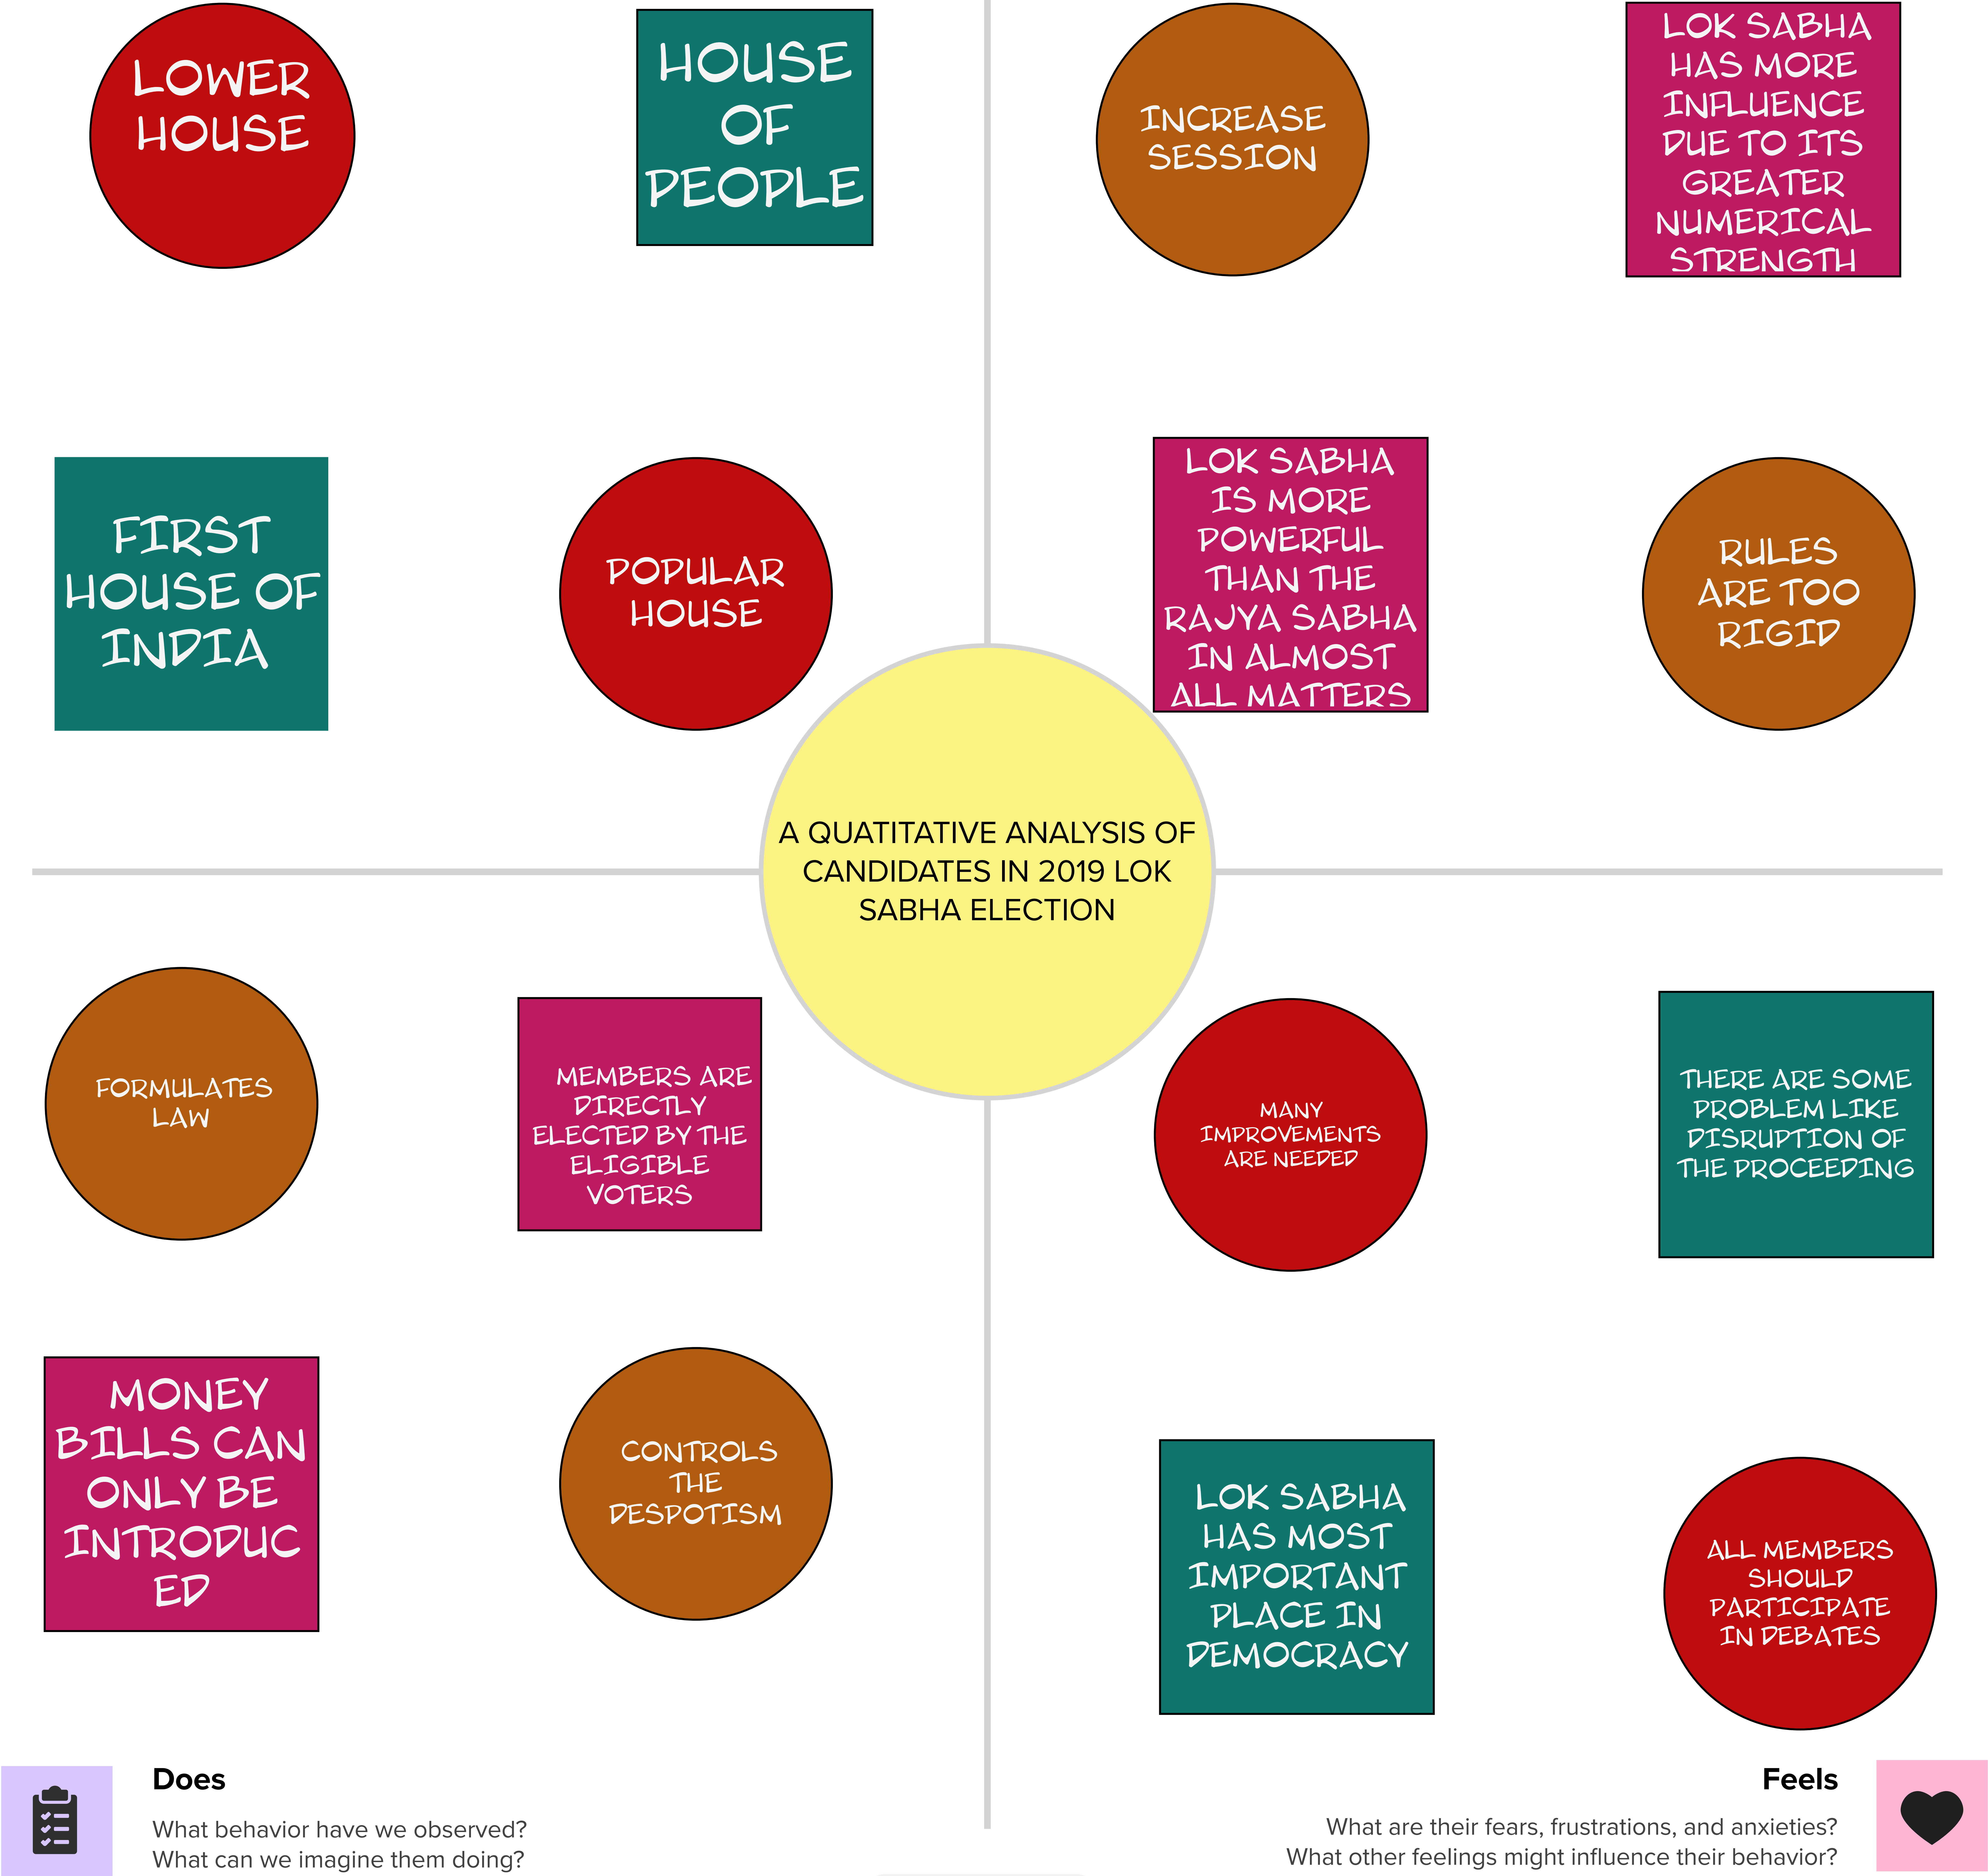 LOWER
HOUSE
HOUSE
OF
PEOPLE
FIRST
HOUSE OF
INDIA
POPULAR
HOUSE
INCREASE
SESSION
LOK SABHA
HAS MORE
INFLUENCE
DUE TO ITS
GREATER
NUMERICAL
STRENGTH
LOK SABHA
IS MORE
POWERFUL
THAN THE
RAJYA SABHA
IN ALMOST
ALL MATTERS
RULES
ARE TOO
RIGID
A QUATITATIVE ANALYSIS OF
CANDIDATES IN 2019 LOK
SABHA ELECTION
FORMULATES
LAW
MEMBERS ARE
DIRECTLY
ELECTED BY THE
ELIGIBLE
VOTERS
MONEY
BILLS CAN
ONLY BE
INTRODUC
ED
CONTROLS
THE
DESPOTISM
MANY
IMPROVEMENTS
ARE NEEDED
THERE ARE SOME
PROBLEM LIKE
DISRUPTION OF
THE PROCEEDING
LOK SABHA
HAS MOST
IMPORTANT
PLACE IN
DEMOCRACY
ALL MEMBERS
SHOULD
PARTICIPATE
IN DEBATES
Does
What behavior have we observed?
What can we imagine them doing?
Feels
What are their fears, frustrations, and anxieties?
What other feelings might influence their behavior?